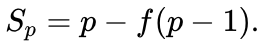 S_p = p − f(p − 1).